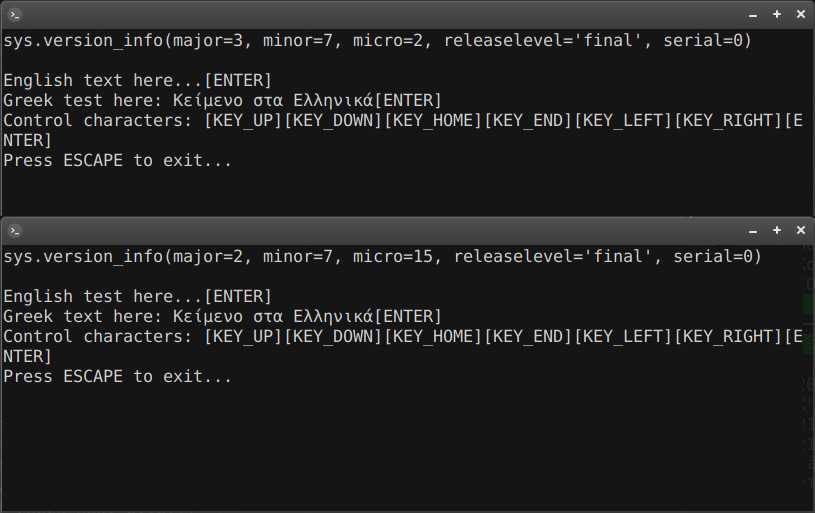 sys.version_info(major=3, minor=7, micro=2, releaselevel='final', serial=0)
English text here...[ENTER]
Greek test here: Κείμενο στα Ελληνικά[ENTER]
Control characters: [KEY_UP][KEY_DOWN][KEY_HOME][KEY_END][KEY_LEFT][KEY_RIGHT][E
NTER]
Press ESCAPE to exit...
sys.version_info(major=2, minor=7, micro=15, releaselevel='final', serial=0)
English test here...[ENTER]
Greek text here: Κείμενο στα Ελληνικά[ENTER]
Control characters: [KEY_UP][KEY_DOWN][KEY_HOME][KEY_END][KEY_LEFT][KEY_RIGHT][E
NTER]
Press ESCAPE to exit...